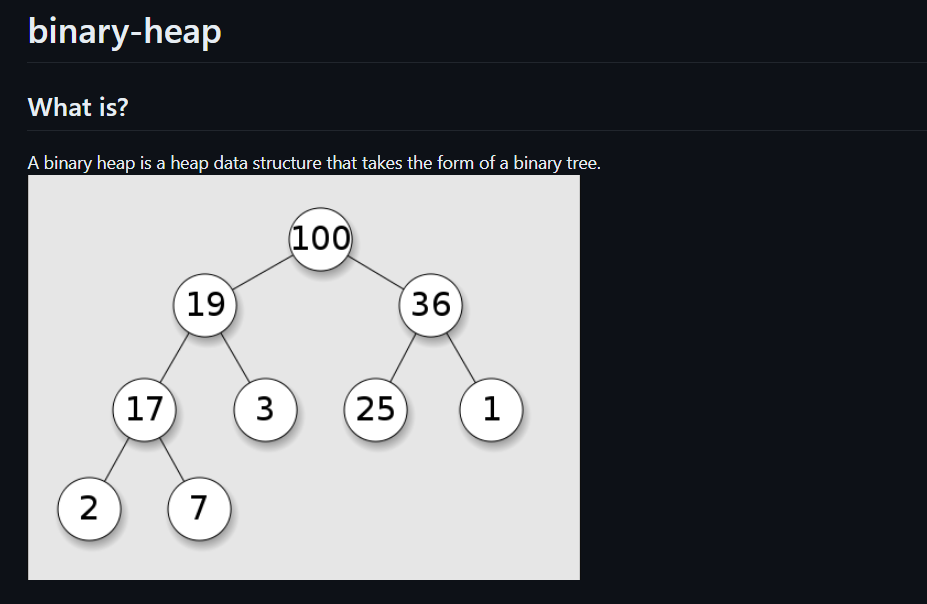 binary-heap
What is?
A binary heap is a heap data structure that takes the form of a binary tree.
100
19 36
17 3 25 1
2 7